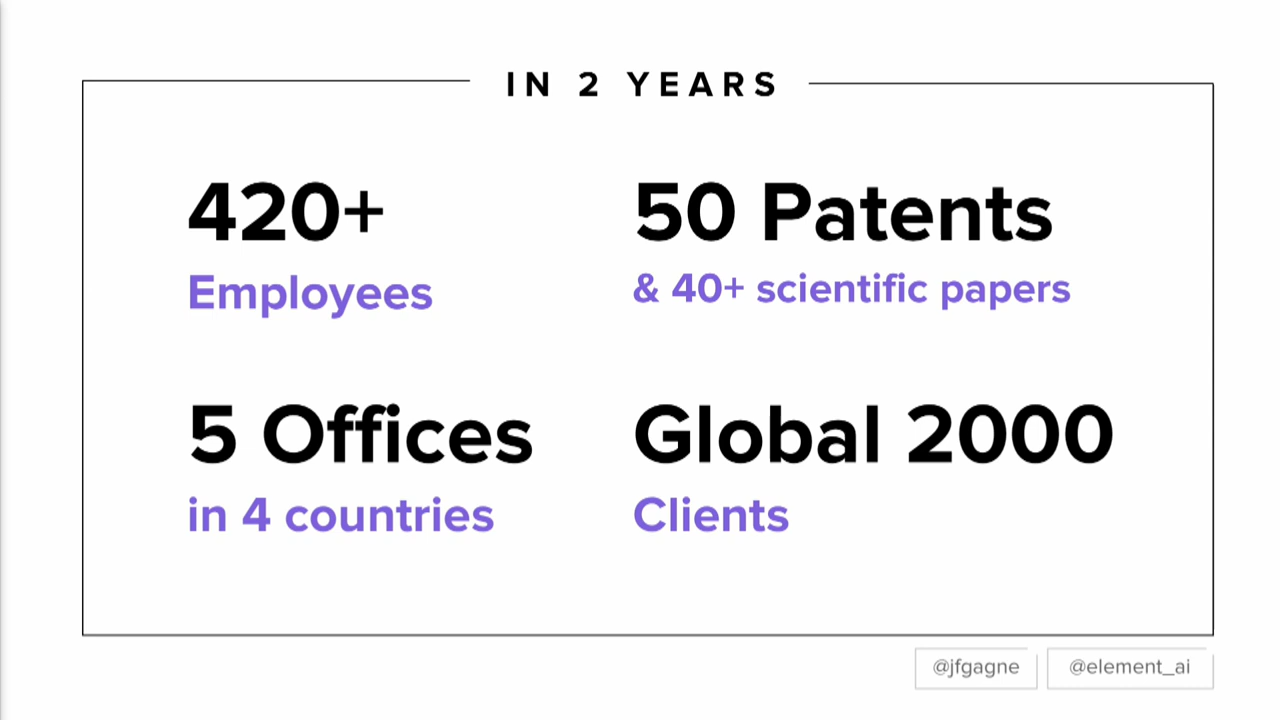 IN 2 YEARS
420+
Employees
50 Patents
& 40+ scientific papers
5 Offices
in 4 countries
Global 2000
Clients
@jfgagne
@element_ai